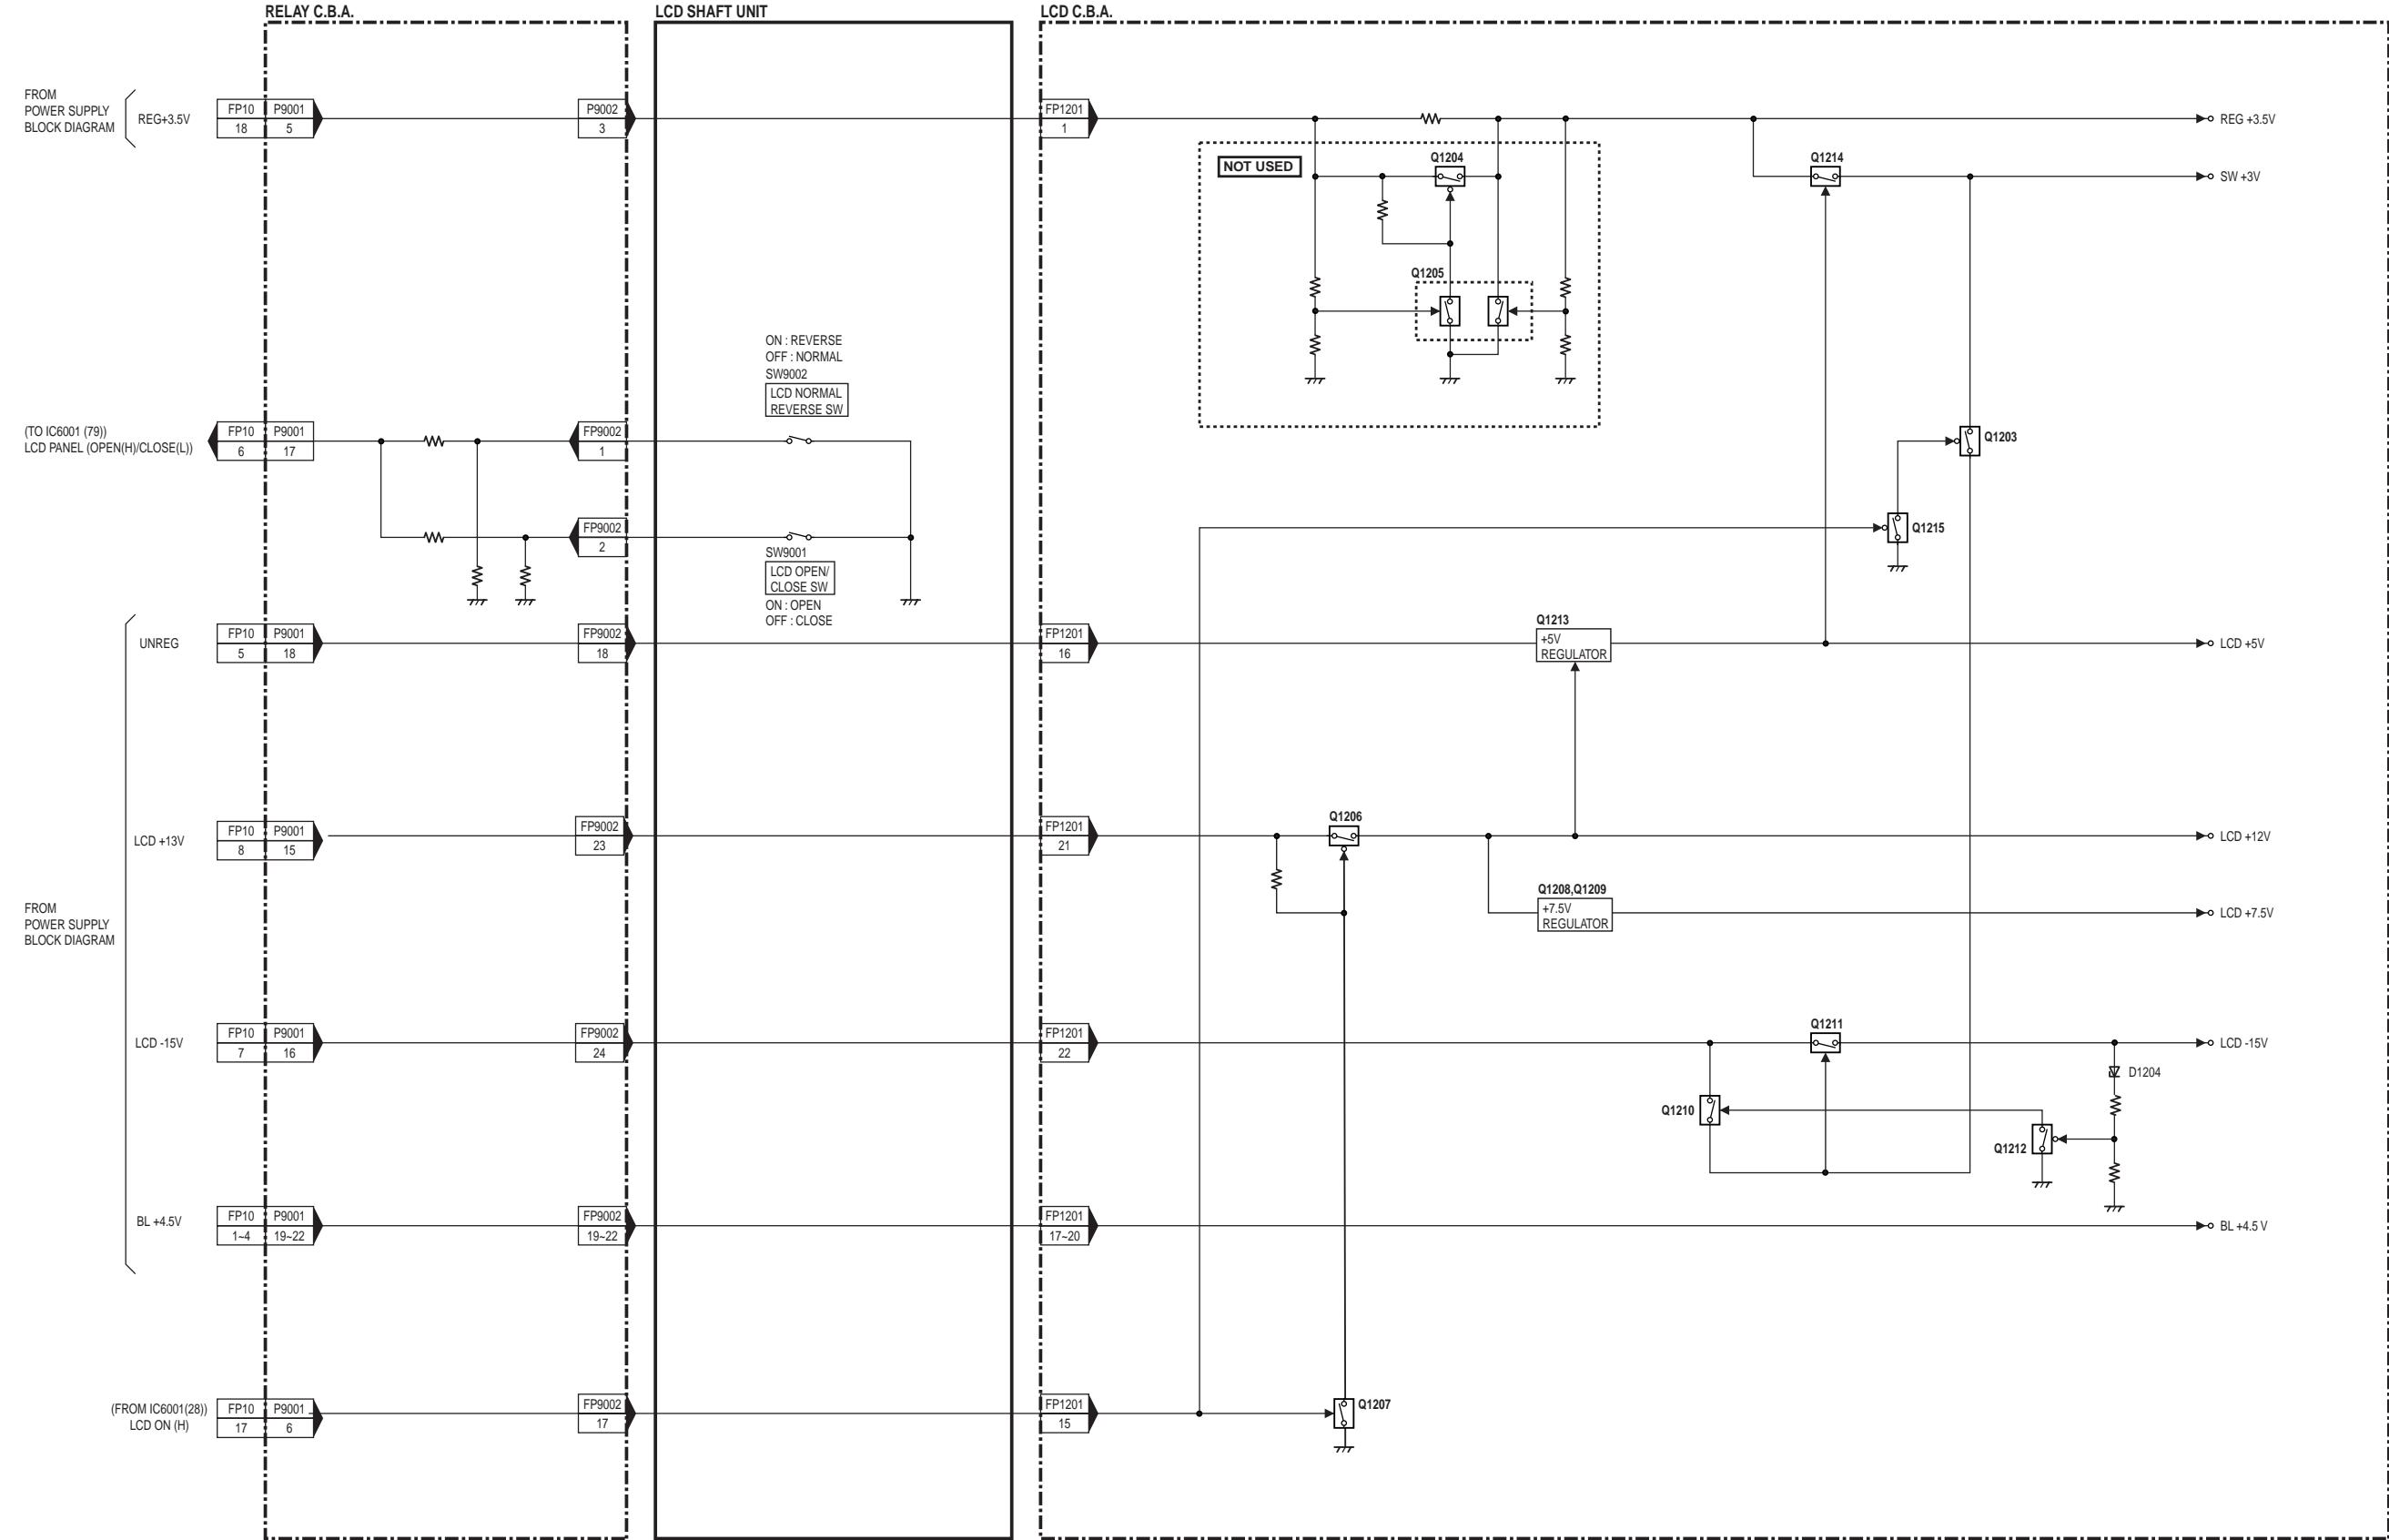 RELAY C.B.A.
LCD SHAFT UNIT
LCD C.B.A.
FROM
POWER SUPPLY
BLOCK DIAGRAM
REG+3.5V
FP10 P9001
18 5
P9002
3
FP1201
1
REG +3.5V
NOT USED
Q1204
Q1214
SW +3V
Q1205
ON : REVERSE
OFF : NORMAL
SW9002
LCD NORMAL
REVERSE SW
(TO IC6001 (79))
LCD PANEL (OPEN(H)/CLOSE(L))
FP10 P9001
6 17
FP9002
1
Q1203
FP9002
2
SW9001
LCD OPEN/
CLOSE SW
ON : OPEN
OFF : CLOSE
Q1215
UNREG
FP10 P9001
5 18
FP9002
18
FP1201
16
Q1213
+5V
REGULATOR
LCD +5V
LCD +13V
FP10 P9001
8 15
FP9002
23
FP1201
21
Q1206
LCD +12V
FROM
POWER SUPPLY
BLOCK DIAGRAM
Q1208,Q1209
+7.5V
REGULATOR
LCD +7.5V
LCD -15V
FP10 P9001
7 16
FP9002
24
FP1201
22
Q1211
LCD -15V
D1204
Q1210
Q1212
BL +4.5V
FP10 P9001
1~4 19~22
FP9002
19~22
FP1201
17~20
BL +4.5 V
(FROM IC6001(28))
LCD ON (H)
FP10 P9001
17 6
FP9002
17
FP1201
15
Q1207